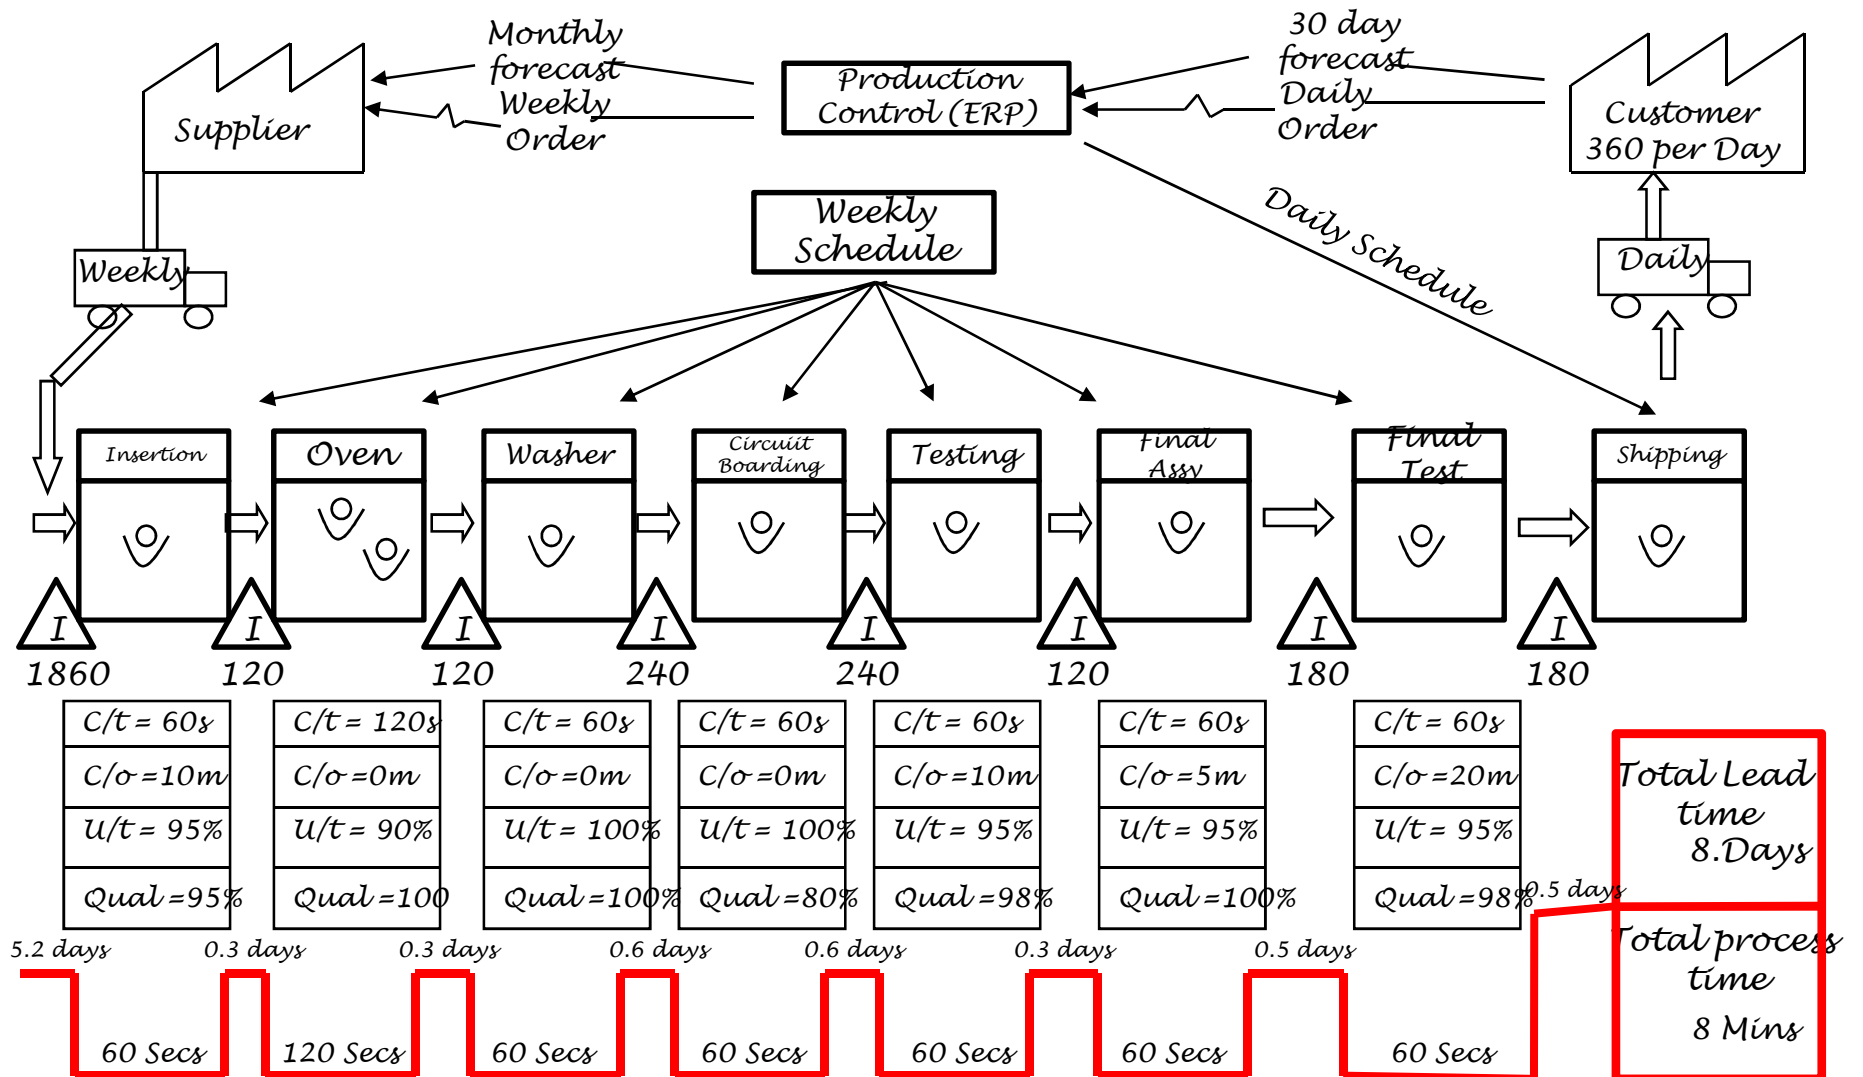 Monthly
forecast
Weekly
Order
Production
Control (ERP)
30 day
forecast
Daily
Order
Supplier
Customer
360 per Day
Weekly
Schedule
Daily Schedule
Weekly
Daily
Insertion
Oven
Washer
Circuiit
Boarding
Testing
Final
Assy
Final
Test
Shipping
I
I
I
I
I
I
I
I
1860
120
120
240
240
120
180
180
C/t = 60s
C/o =10m
U/t = 95%
Qual =95%
C/t = 120s
C/o =0m
U/t = 90%
Qual =100
C/t = 60s
C/o =0m
U/t = 100%
Qual =100%
C/t = 60s
C/o =0m
U/t = 100%
Qual =80%
C/t = 60s
C/o =10m
U/t = 95%
Qual =98%
C/t = 60s
C/o =5m
U/t = 95%
Qual =100%
C/t = 60s
C/o =20m
U/t = 95%
Qual =98%
5.2 days
0.3 days
0.3 days
0.6 days
0.6 days
0.3 days
0.5 days
0.5 days
60 Secs
120 Secs
60 Secs
60 Secs
60 Secs
60 Secs
60 Secs
Total Lead
time
8.Days
Total process
time
8 Mins